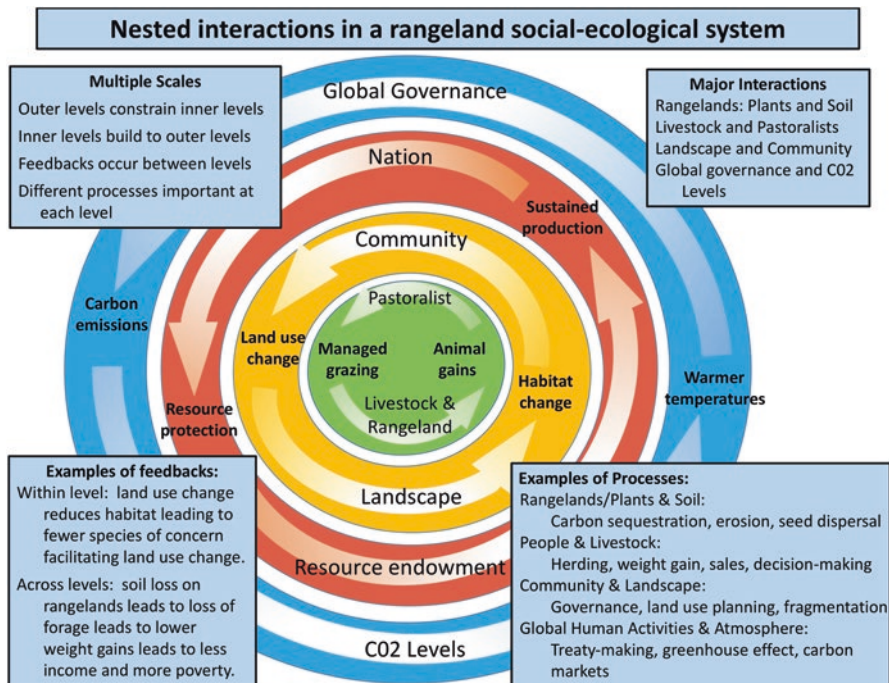 Nested interactions in a rangeland social-ecological system
Multiple Scales
Outer levels constrain inner levels
Inner levels build to outer levels
Feedbacks occur between levels
Different processes important at
each level
Major Interactions
Rangelands: Plants and Soil
Livestock and Pastoralists
Landscape and Community
Global governance and C02
Levels
Global Governance
Nation
Sustained
production
Community
Pastoralist
Carbon
emissions
Land use
change
Managed
grazing
Animal
gains
Habitat
change
Warmer
temperatures
Livestock &
Rangeland
Resource
protection
Landscape
Resource endowment
C02 Levels
Examples of feedbacks:
Within level: land use change
reduces habitat leading to
fewer species of concern
facilitating land use change.
Across levels: soil loss on
rangelands leads to loss of
forage leads to lower
weight gains leads to less
income and more poverty.
Examples of Processes:
Rangelands/Plants & Soil:
Carbon sequestration, erosion, seed dispersal
People & Livestock:
Herding, weight gain, sales, decision-making
Community & Landscape:
Governance, land use planning, fragmentation
Global Human Activities & Atmosphere:
Treaty-making, greenhouse effect, carbon
markets